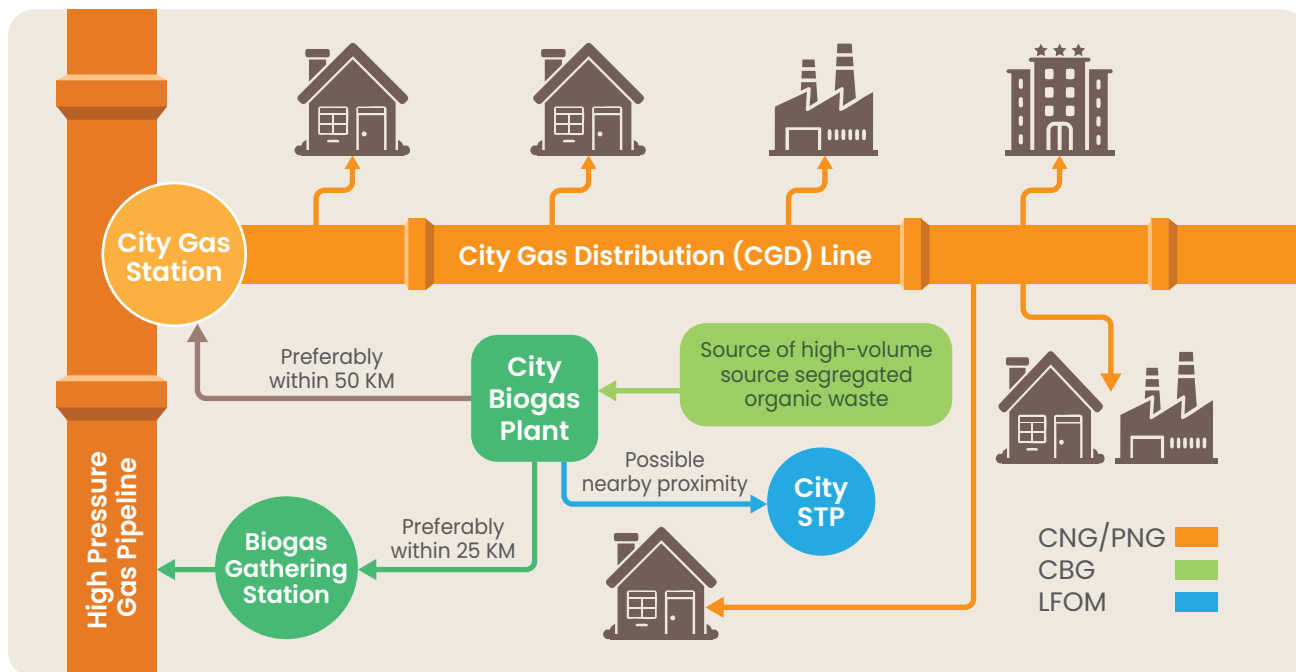 City Gas
Station
City Gas Distribution (CGD) Line
Preferably
within 50 KM
City
Biogas
Plant
Source of high-volume
source segregated
organic waste
Possible
nearby proximity
City
STP
Preferably
within 25 KM
Biogas
Gathering
Station
High Pressure
Gas Pipeline
CNG/PNG
CBG
LFOM